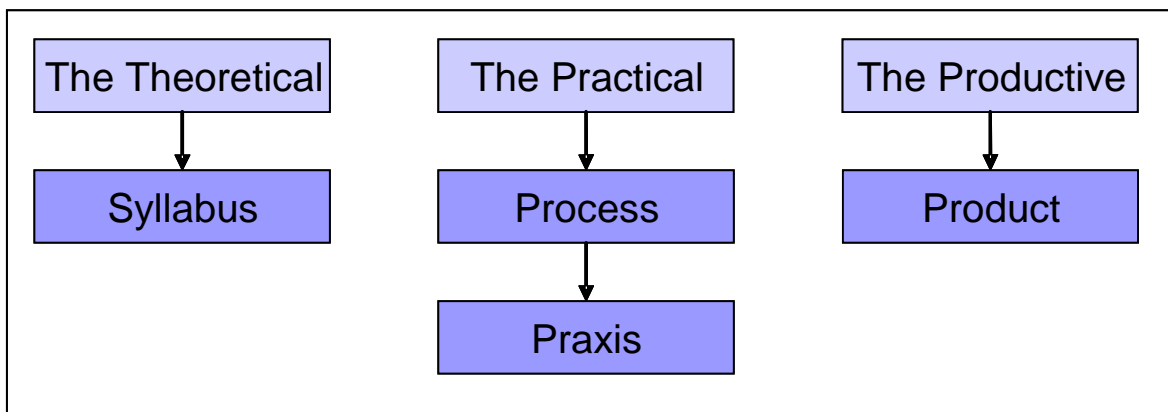 The Theoretical
The Practical
The Productive
Syllabus
Process
Product
Praxis